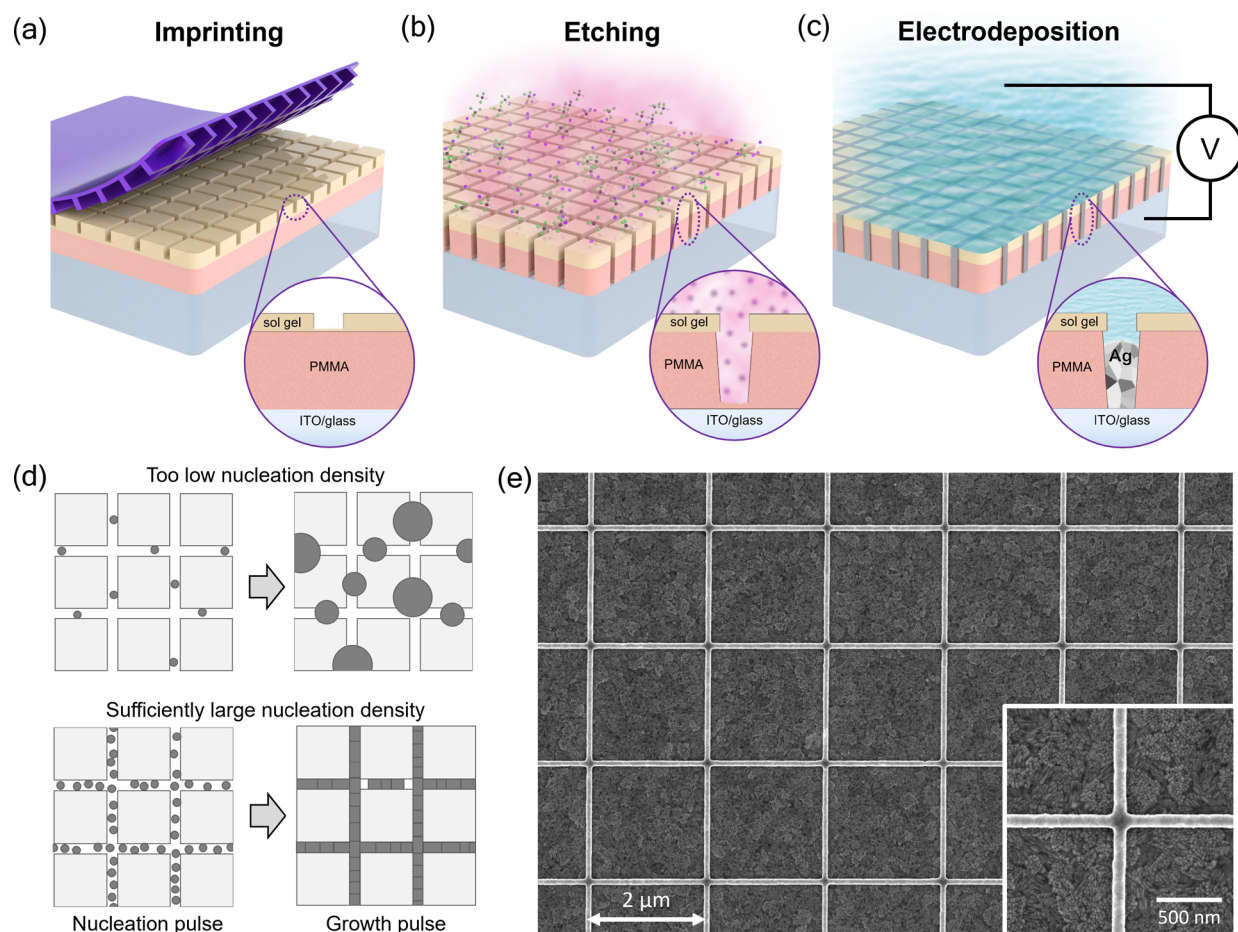 (a) Imprinting
(b) Etching
(c) Electrodeposition
V
sol gel
PMMA
ITO/glass
sol gel
PMMA
ITO/glass
Ag
PMMA
sol gel
ITO/glass
(d)
Too low nucleation density
Sufficiently large nucleation density
Nucleation pulse
Growth pulse
(e)
2 μm
500 nm